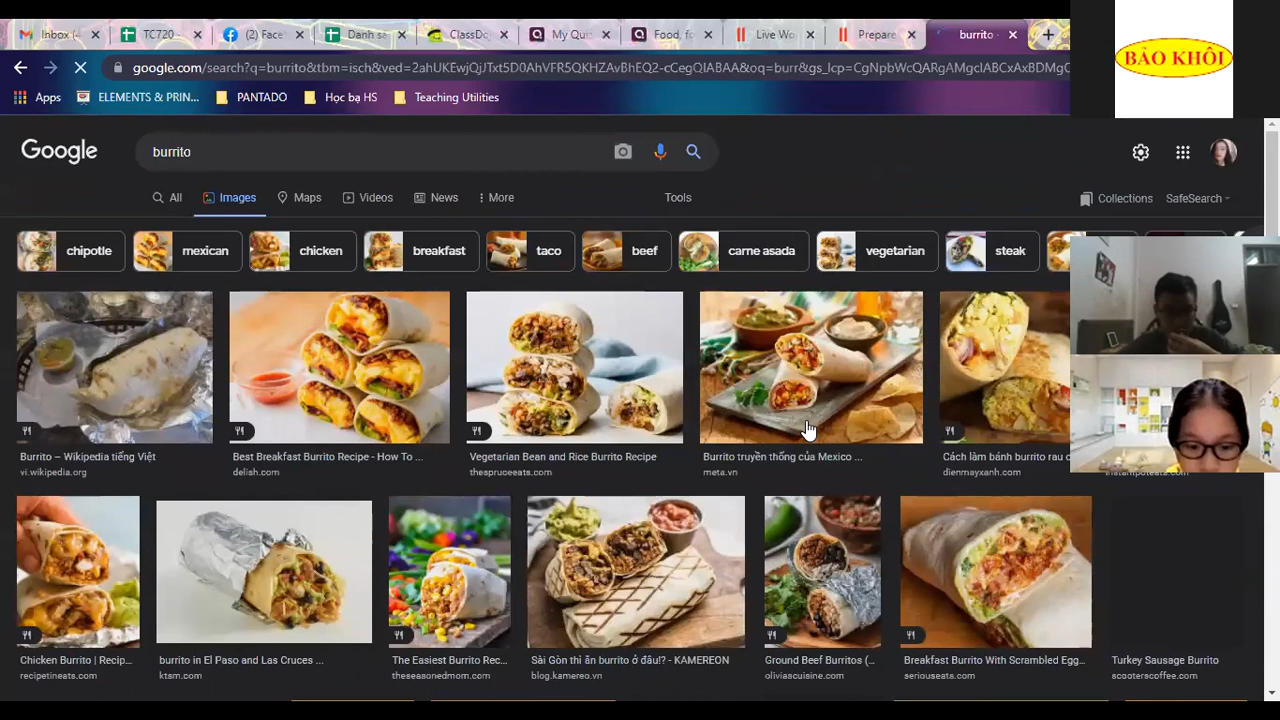 Inbox (
TC720
(2) Face
Danh sá
ClassDo
My Qui
Food, fo
Live Wo
Prepare
burrito
google.com/search?q=burrito&tbm=isch&ved=
Apps
ELEMENTS & PRIN...
PANTADO
Học bạ HS
Teaching Utilities
BẢO KHÔI
Google
burrito
All
Images
Maps
Videos
News
More
Tools
Collections
SafeSearch
chipotle
mexican
chicken
breakfast
taco
beef
carne asada
vegetarian
steak
Burrito – Wikipedia tiếng Việt
vi.wikipedia.org
Best Breakfast Burrito Recipe - How To ...
delish.com
Vegetarian Bean and Rice Burrito Recipe
thespruceeats.com
Burrito truyền thống của Mexico ...
meta.vn
Cách làm bánh burrito rau c
dienmayxanh.com
instantpoteats.com
Chicken Burrito | Recip...
recipetineats.com
burrito in El Paso and Las Cruces ...
ktsm.com
The Easiest Burrito Rec...
theseasonedmom.com
Sài Gòn thì ăn burrito ở đâu!? - KAMEREON
blog.kamereo.vn
Ground Beef Burritos (...
oliviascuisine.com
Breakfast Burrito With Scrambled Egg...
seriouseats.com
Turkey Sausage Burrito
scooterscoffee.com